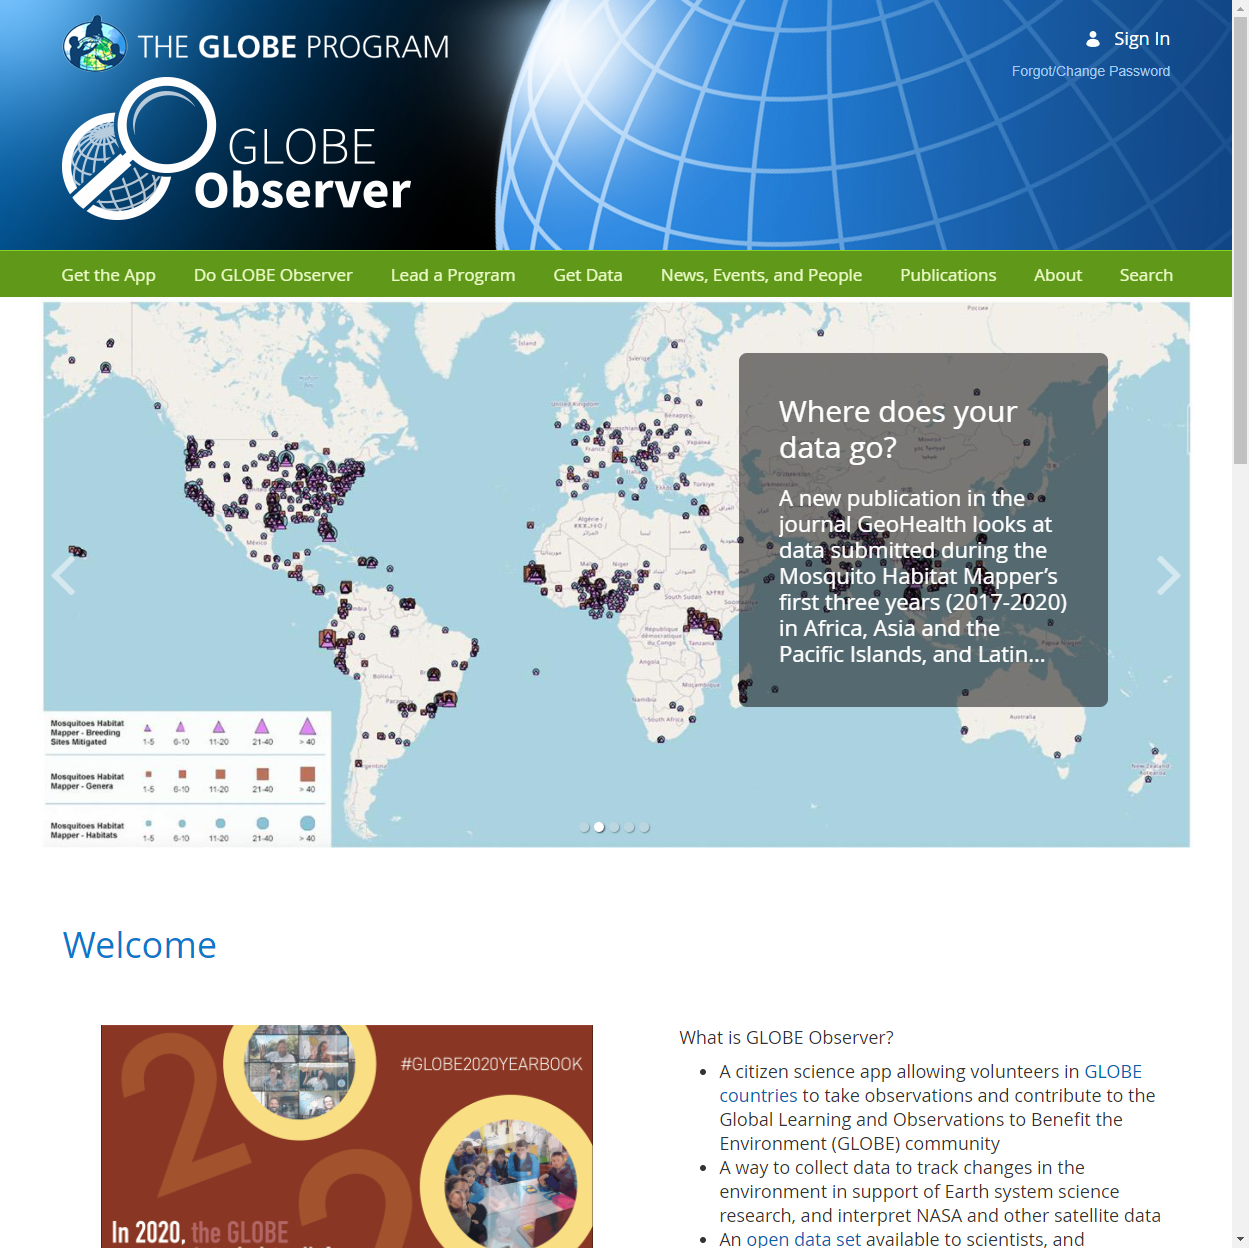 THE GLOBE PROGRAM
Sign In
Forgot/Change Password
GLOBE
Observer
Get the App
Do GLOBE Observer
Lead a Program
Get Data
News, Events, and People
Publications
About
Search
Where does your
data go?
A new publication in the
journal GeoHealth looks at
data submitted during the
Mosquito Habitat Mapper's
first three years (2017-2020)
in Africa, Asia and the
Pacific Islands, and Latin...
Mosquitoes Habitat
Mapper - Breeding
Sites Mitigated
1-5 6-10 11-20 21-40 > 40
Mosquitoes Habitat
Mapper - Genera
1-5 6-10 11-20 21-40 > 40
Mosquitoes Habitat
Mapper - Habitats
1-5 6-10 11-20 21-40 > 40
Welcome
2
2
#GLOBE2020YEARBOOK
In 2020, the GLOBE
What is GLOBE Observer?
A citizen science app allowing volunteers in GLOBE
countries to take observations and contribute to the
Global Learning and Observations to Benefit the
Environment (GLOBE) community
A way to collect data to track changes in the
environment in support of Earth system science
research, and interpret NASA and other satellite data
An open data set available to scientists, and